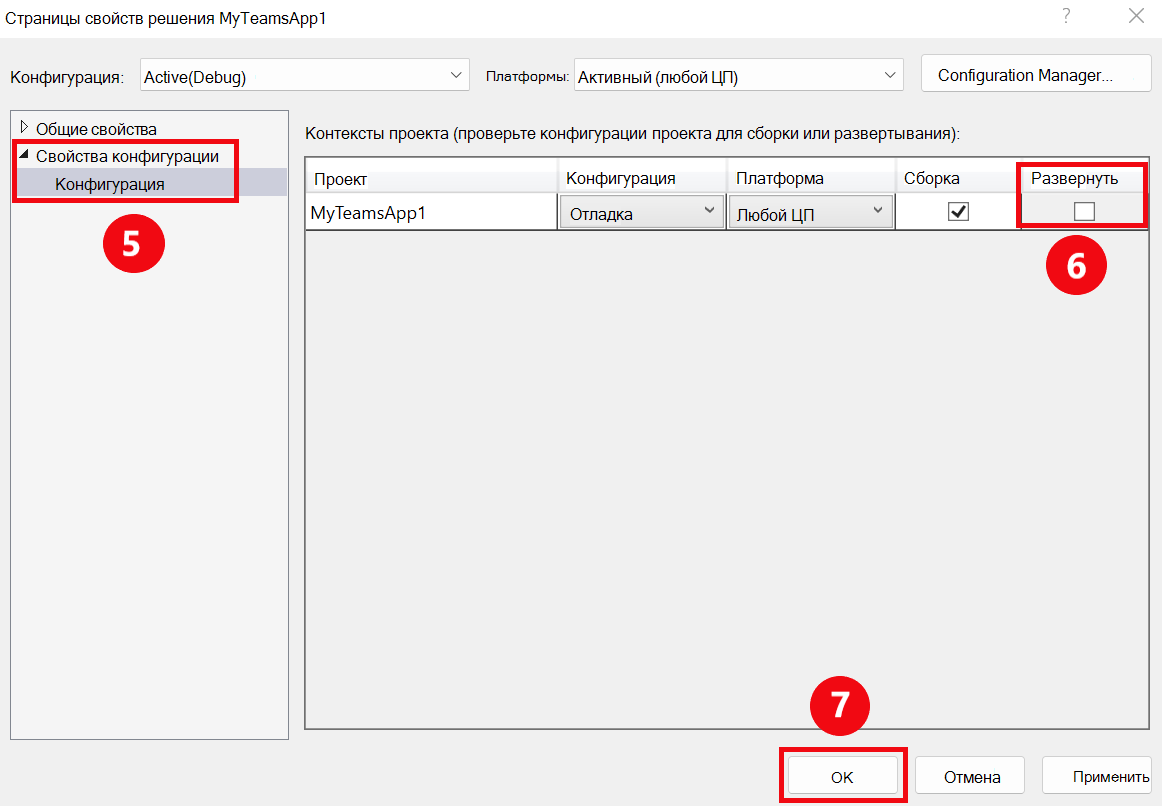 Страницы свойств решения MyTeamsApp1
?
Конфигурация: Active(Debug) Платформы: Активный (любой ЦП) Configuration Manager...
Общие свойства
Свойства конфигурации
Конфигурация
5
Контексты проекта (проверьте конфигурации проекта для сборки или развертывания):
Проект Конфигурация Платформа Сборка Развернуть
MyTeamsApp1 Отладка Любой ЦП
6
7
OK Отмена Применить